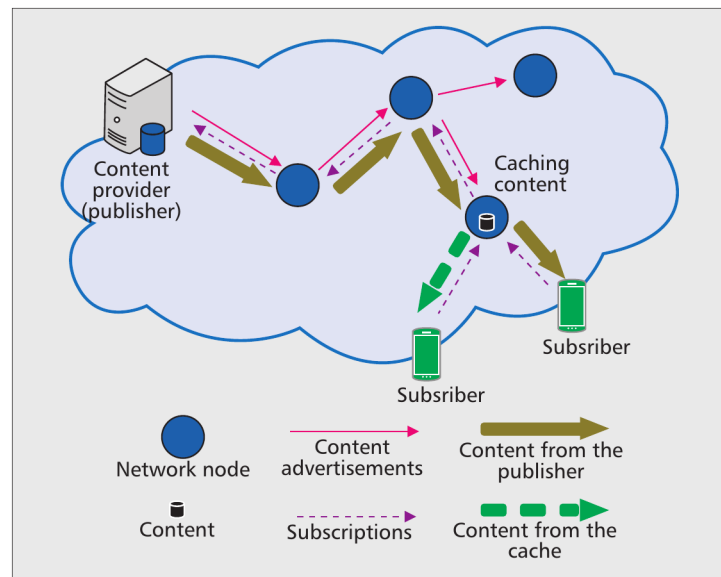 Content
provider
(publisher)
Caching
content
Subsriber
Subsriber
Network node
Content
advertisements
Content from the
publisher
Content
Subscriptions
Content from the
cache